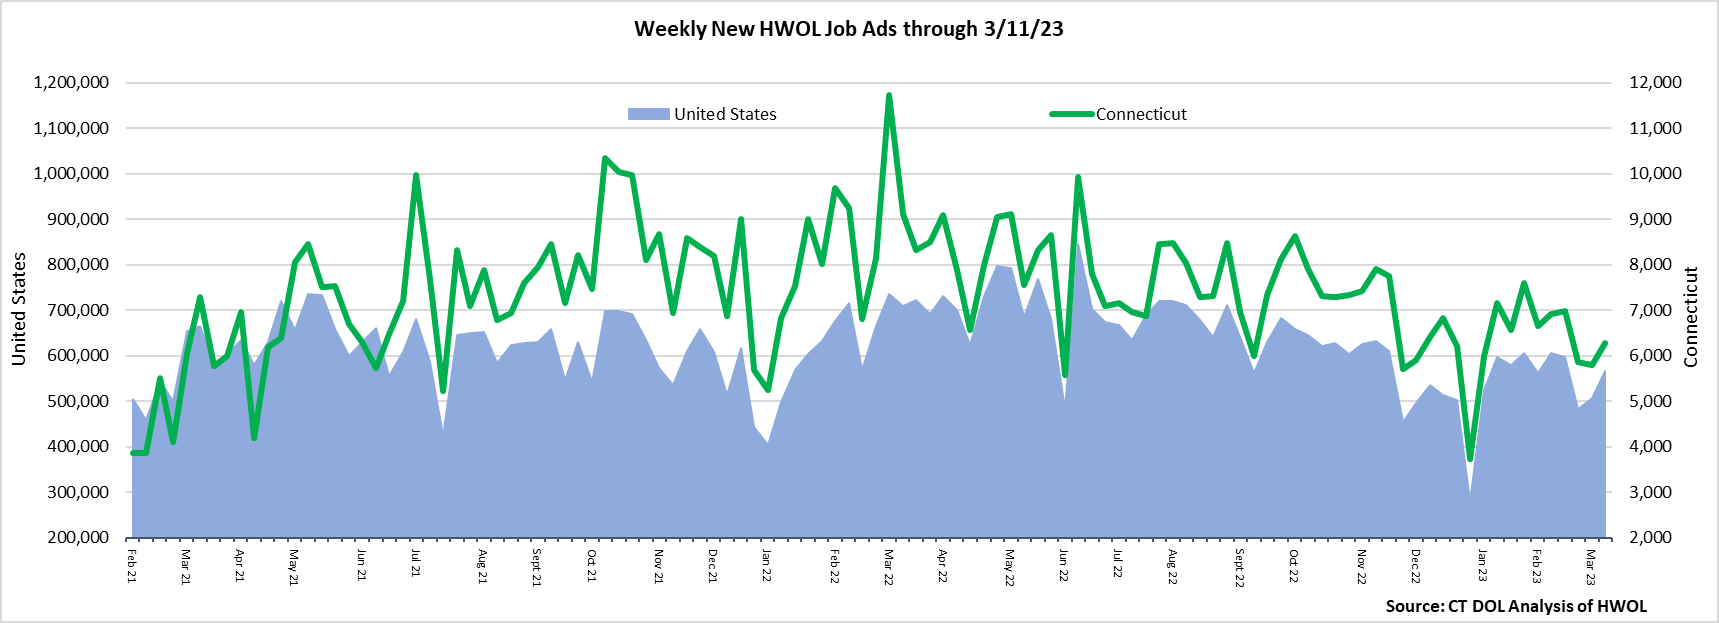 Weekly New HWOL Job Ads through 3/11/23
United States
Connecticut
1,200,000
1,100,000
1,000,000
900,000
800,000
700,000
600,000
500,000
400,000
300,000
200,000
United States
12,000
11,000
10,000
9,000
8,000
7,000
6,000
5,000
4,000
3,000
2,000
Connecticut
Feb 21
Mar 21
Apr 21
May 21
Jun 21
Jul 21
Aug 21
Sept 21
Oct 21
Nov 21
Dec 21
Jan 22
Feb 22
Mar 22
Apr 22
May 22
Jun 22
Jul 22
Aug 22
Sept 22
Oct 22
Nov 22
Dec 22
Jan 23
Feb 23
Mar 23
Source: CT DOL Analysis of HWOL